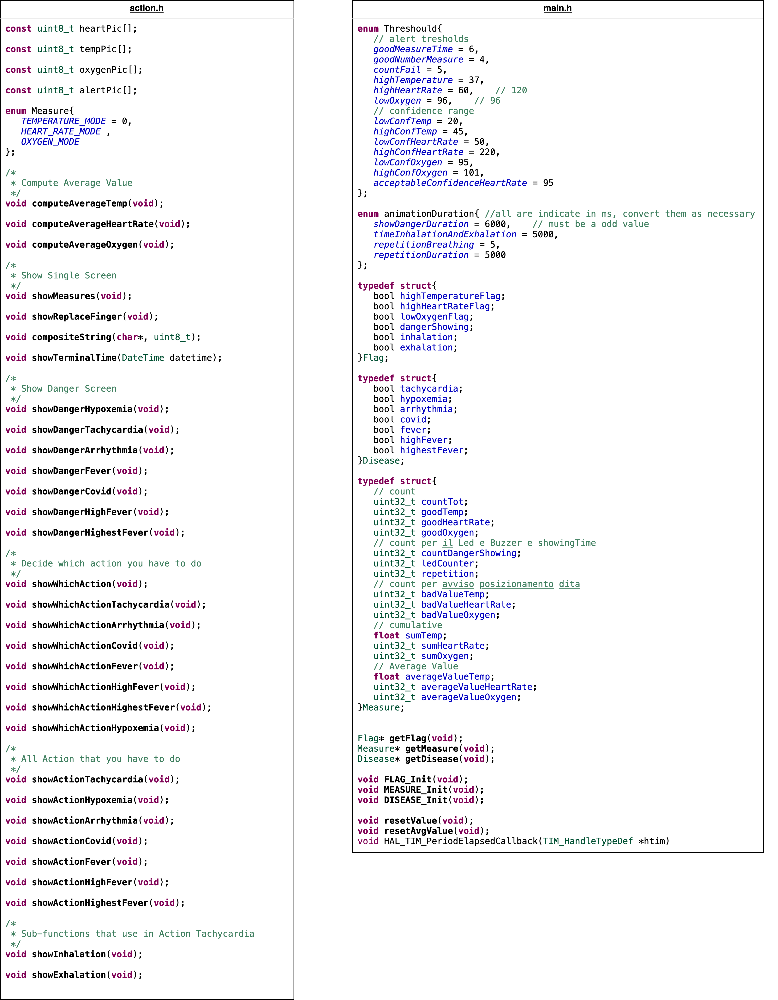 action.h
const uint8_t heartPic[];
const uint8_t tempPic[];
const uint8_t oxygenPic[];
const uint8_t alertPic[];
enum Measure{
TEMPERATURE_MODE = 0,
HEART_RATE_MODE ,
OXYGEN_MODE
};
/*
* Compute Average Value
*/
void computeAverageTemp(void);
void computeAverageHeartRate(void);
void computeAverageOxygen(void);
/*
* Show Single Screen
*/
void showMeasures(void);
void showReplaceFinger(void);
void compositeString(char*, uint8_t);
void showTerminalTime(DateTime datetime);
/*
* Show Danger Screen
*/
void showDangerHypoxemia(void);
void showDangerTachycardia(void);
void showDangerArrhythmia(void);
void showDangerFever(void);
void showDangerCovid(void);
void showDangerHighFever(void);
void showDangerHighestFever(void);
/*
* Decide which action you have to do
*/
void showWhichAction(void);
void showWhichActionTachycardia(void);
void showWhichActionArrhythmia(void);
void showWhichActionCovid(void);
void showWhichActionFever(void);
void showWhichActionHighFever(void);
void showWhichActionHighestFever(void);
void showWhichActionHypoxemia(void);
/*
* All Action that you have to do
*/
void showActionTachycardia(void);
void showActionHypoxemia(void);
void showActionArrhythmia(void);
void showActionCovid(void);
void showActionFever(void);
void showActionHighFever(void);
void showActionHighestFever(void);
/*
* Sub-functions that use in Action Tachycardia
*/
void showInhalation(void);
void showExhalation(void);
main.h
enum Threshould{
// alert tresholds
goodMeasureTime = 6,
goodNumberMeasure = 4,
countFail = 5,
highTemperature = 37,
highHeartRate = 60, // 120
lowOxygen = 96, // 96
// confidence range
lowConfTemp = 20,
highConfTemp = 45,
lowConfHeartRate = 50,
highConfHeartRate = 220,
lowConfOxygen = 95,
highConfOxygen = 101,
acceptableConfidenceHeartRate = 95
};
enum animationDuration{ //all are indicate in ms, convert them as necessary
showDangerDuration = 6000, // must be a odd value
timeInhalationAndExhalation = 5000,
repetitionBreathing = 5,
repetitionDuration = 5000
};
typedef struct{
bool highTemperatureFlag;
bool highHeartRateFlag;
bool lowOxygenFlag;
bool dangerShowing;
bool inhalation;
bool exhalation;
}Flag;
typedef struct{
bool tachycardia;
bool hypoxemia;
bool arrhythmia;
bool covid;
bool fever;
bool highFever;
bool highestFever;
}Disease;
typedef struct{
// count
uint32_t countTot;
uint32_t goodTemp;
uint32_t goodHeartRate;
uint32_t goodOxygen;
// count per il Led e Buzzer e showingTime
uint32_t countDangerShowing;
uint32_t ledCounter;
uint32_t repetition;
// count per avviso posizionamento dita
uint32_t badValueTemp;
uint32_t badValueHeartRate;
uint32_t badValueOxygen;
// cumulative
float sumTemp;
uint32_t sumHeartRate;
uint32_t sumOxygen;
// Average Value
float averageValueTemp;
uint32_t averageValueHeartRate;
uint32_t averageValueOxygen;
}Measure;
Flag* getFlag(void);
Measure* getMeasure(void);
Disease* getDisease(void);
void FLAG_Init(void);
void MEASURE_Init(void);
void DISEASE_Init(void);
void resetValue(void);
void resetAvgValue(void);
void HAL_TIM_PeriodElapsedCallback(TIM_HandleTypeDef *htim)